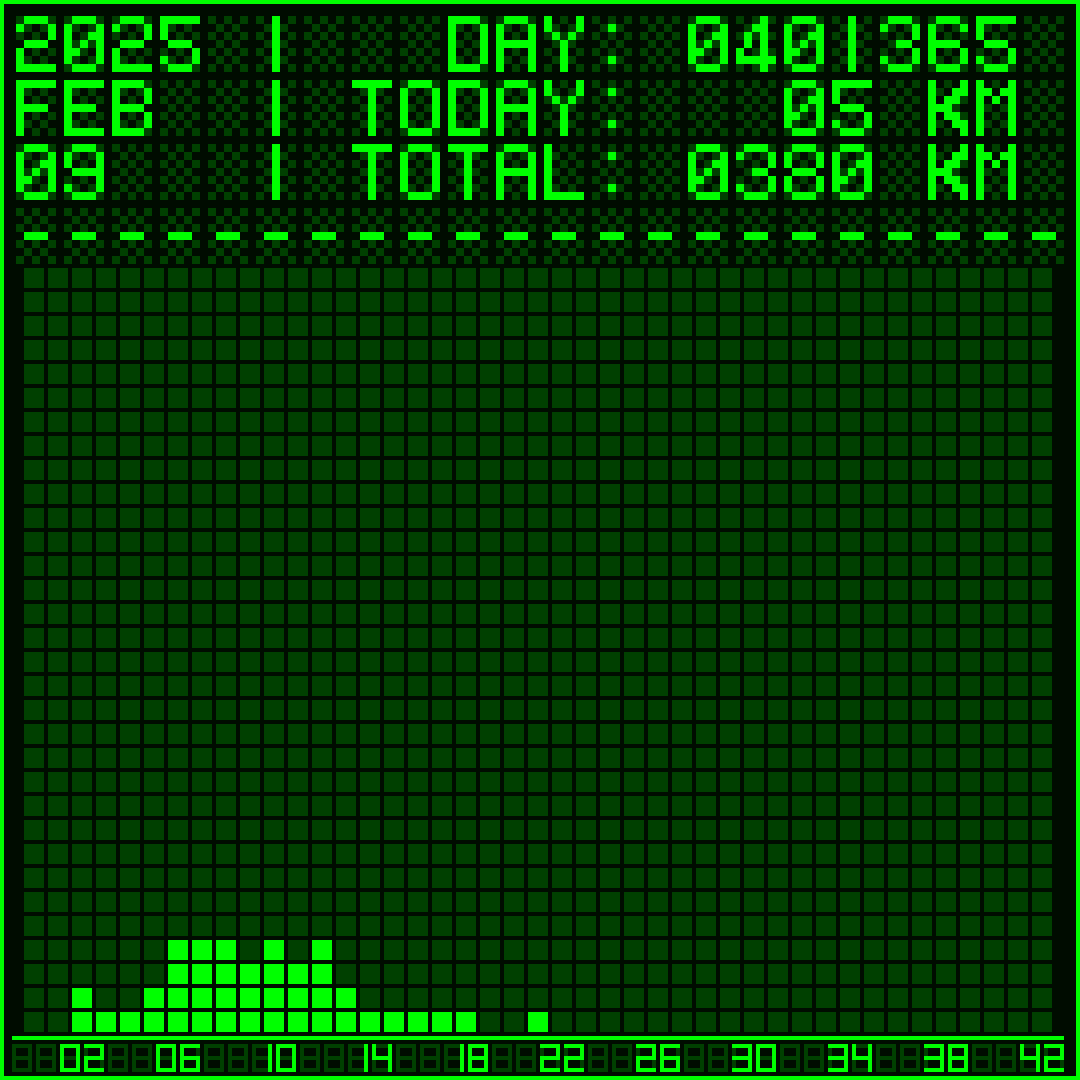 2025 | DAY: 040|365
FEB | TODAY: 05 KM
09 | TOTAL: 0380 KM
- - - - - - - - - - - - - - - - - - - - - -
02 06 10 14 18 22 26 30 34 38 42